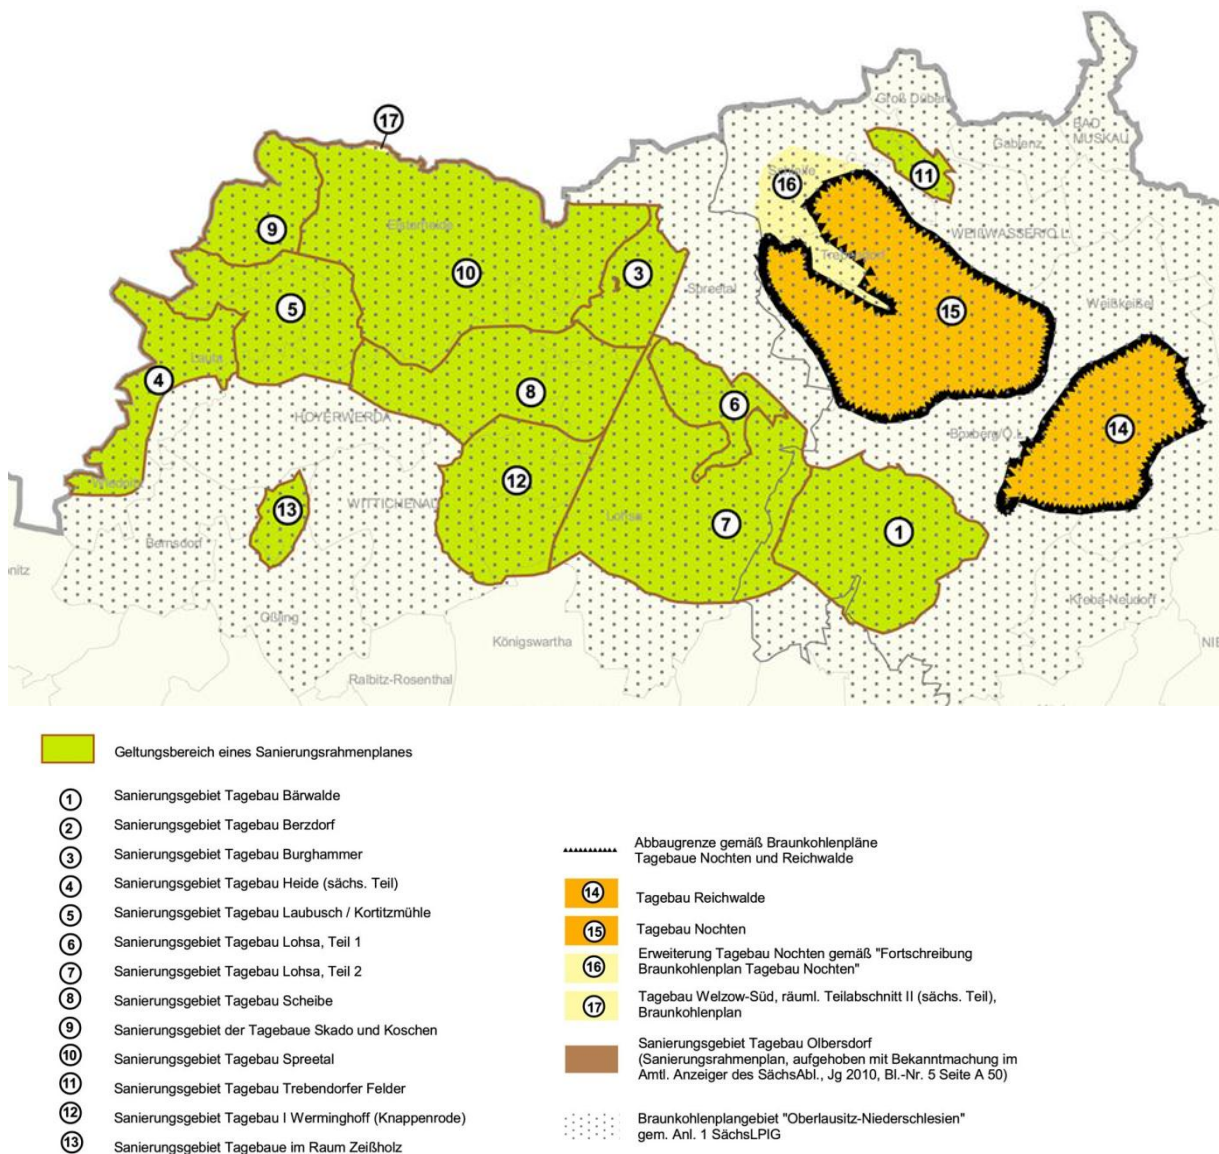 17
Groß Düben
BAD
MUSKAU
Gablenz
Schleife
16
11
9
Elsterheide
WEIßWASSER/O.L.
Trebendorf
10
3
Spreetal
Weißkeißel
5
15
Lauta
4
8
6
HOYERWERDA
14
Boxberg/O.L.
12
WITTICHENAU
13
Lohsa
7
1
Bernsdorf
Kreba-Neudorf
Oßling
Königswartha
Ralbitz-Rosenthal
Geltungsbereich eines Sanierungsrahmenplanes
1 Sanierungsgebiet Tagebau Bärwalde
2 Sanierungsgebiet Tagebau Berzdorf
3 Sanierungsgebiet Tagebau Burghammer
4 Sanierungsgebiet Tagebau Heide (sächs. Teil)
5 Sanierungsgebiet Tagebau Laubusch / Kortitzmühle
6 Sanierungsgebiet Tagebau Lohsa, Teil 1
7 Sanierungsgebiet Tagebau Lohsa, Teil 2
8 Sanierungsgebiet Tagebau Scheibe
9 Sanierungsgebiet der Tagebaue Skado und Koschen
10 Sanierungsgebiet Tagebau Spreetal
11 Sanierungsgebiet Tagebau Trebendorfer Felder
12 Sanierungsgebiet Tagebau I Werminghoff (Knappenrode)
13 Sanierungsgebiet Tagebaue im Raum Zeißholz
Abbaugrenze gemäß Braunkohlenpläne
Tagebaue Nochten und Reichwalde
14 Tagebau Reichwalde
15 Tagebau Nochten
16 Erweiterung Tagebau Nochten gemäß "Fortschreibung
Braunkohlenplan Tagebau Nochten"
17 Tagebau Welzow-Süd, räuml. Teilabschnitt II (sächs. Teil),
Braunkohlenplan
Sanierungsgebiet Tagebau Olbersdorf
(Sanierungsrahmenplan, aufgehoben mit Bekanntmachung im
Amtl. Anzeiger des SächsAbl., Jg 2010, Bl.-Nr. 5 Seite A 50)
Braunkohlenplangebiet "Oberlausitz-Niederschlesien"
gem. Anl. 1 SächsLPlG